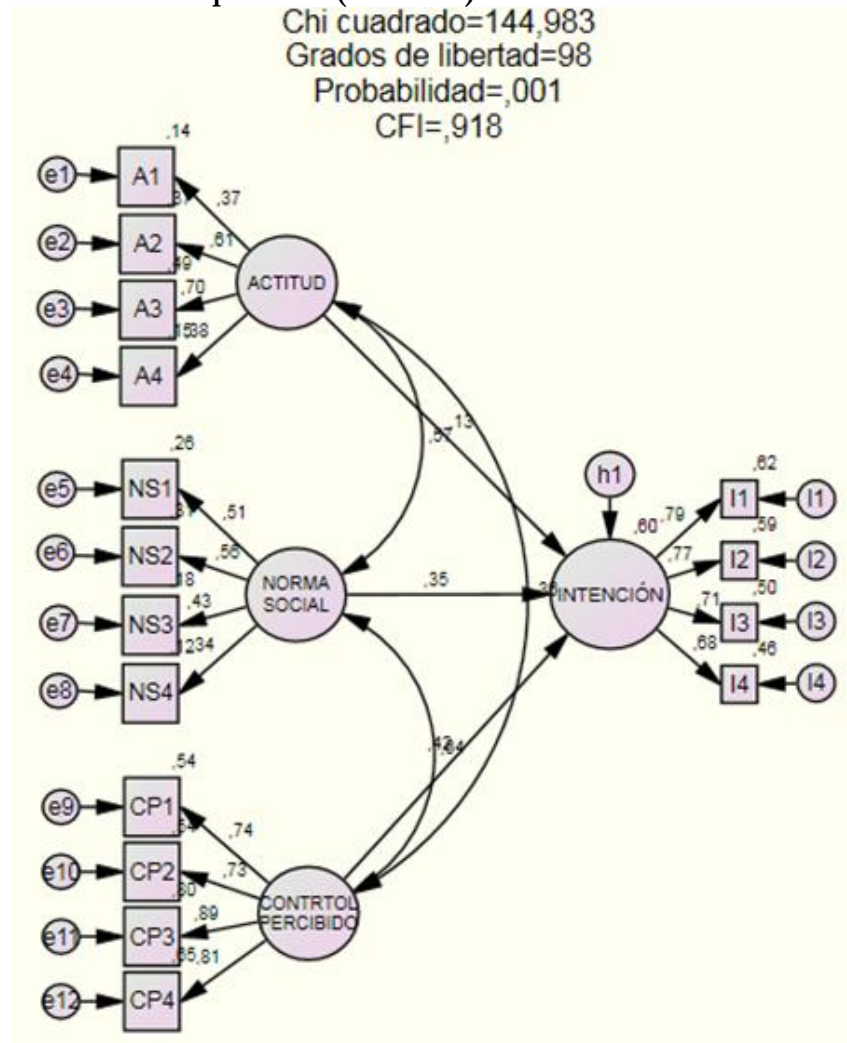 Chi cuadrado=144,983
Grados de libertad=98
Probabilidad=,001
CFI=,918
,14
e1
A1
,37
e2
A2
,61
ACTITUD
e3
A3
,70
e4
A4
,57
,13
,26
e5
NS1
,51
e6
NS2
,56
NORMA
SOCIAL
e7
NS3
,43
e8
NS4
,35
h1
,60
INTENCIÓN
,62
,79
I1
I1
,59
,77
I2
I2
,50
,71
I3
I3
,46
,68
I4
I4
,54
e9
CP1
,74
e10
CP2
,73
CONTRTOL
PERCIBIDO
e11
CP3
,89
e12
CP4
,81